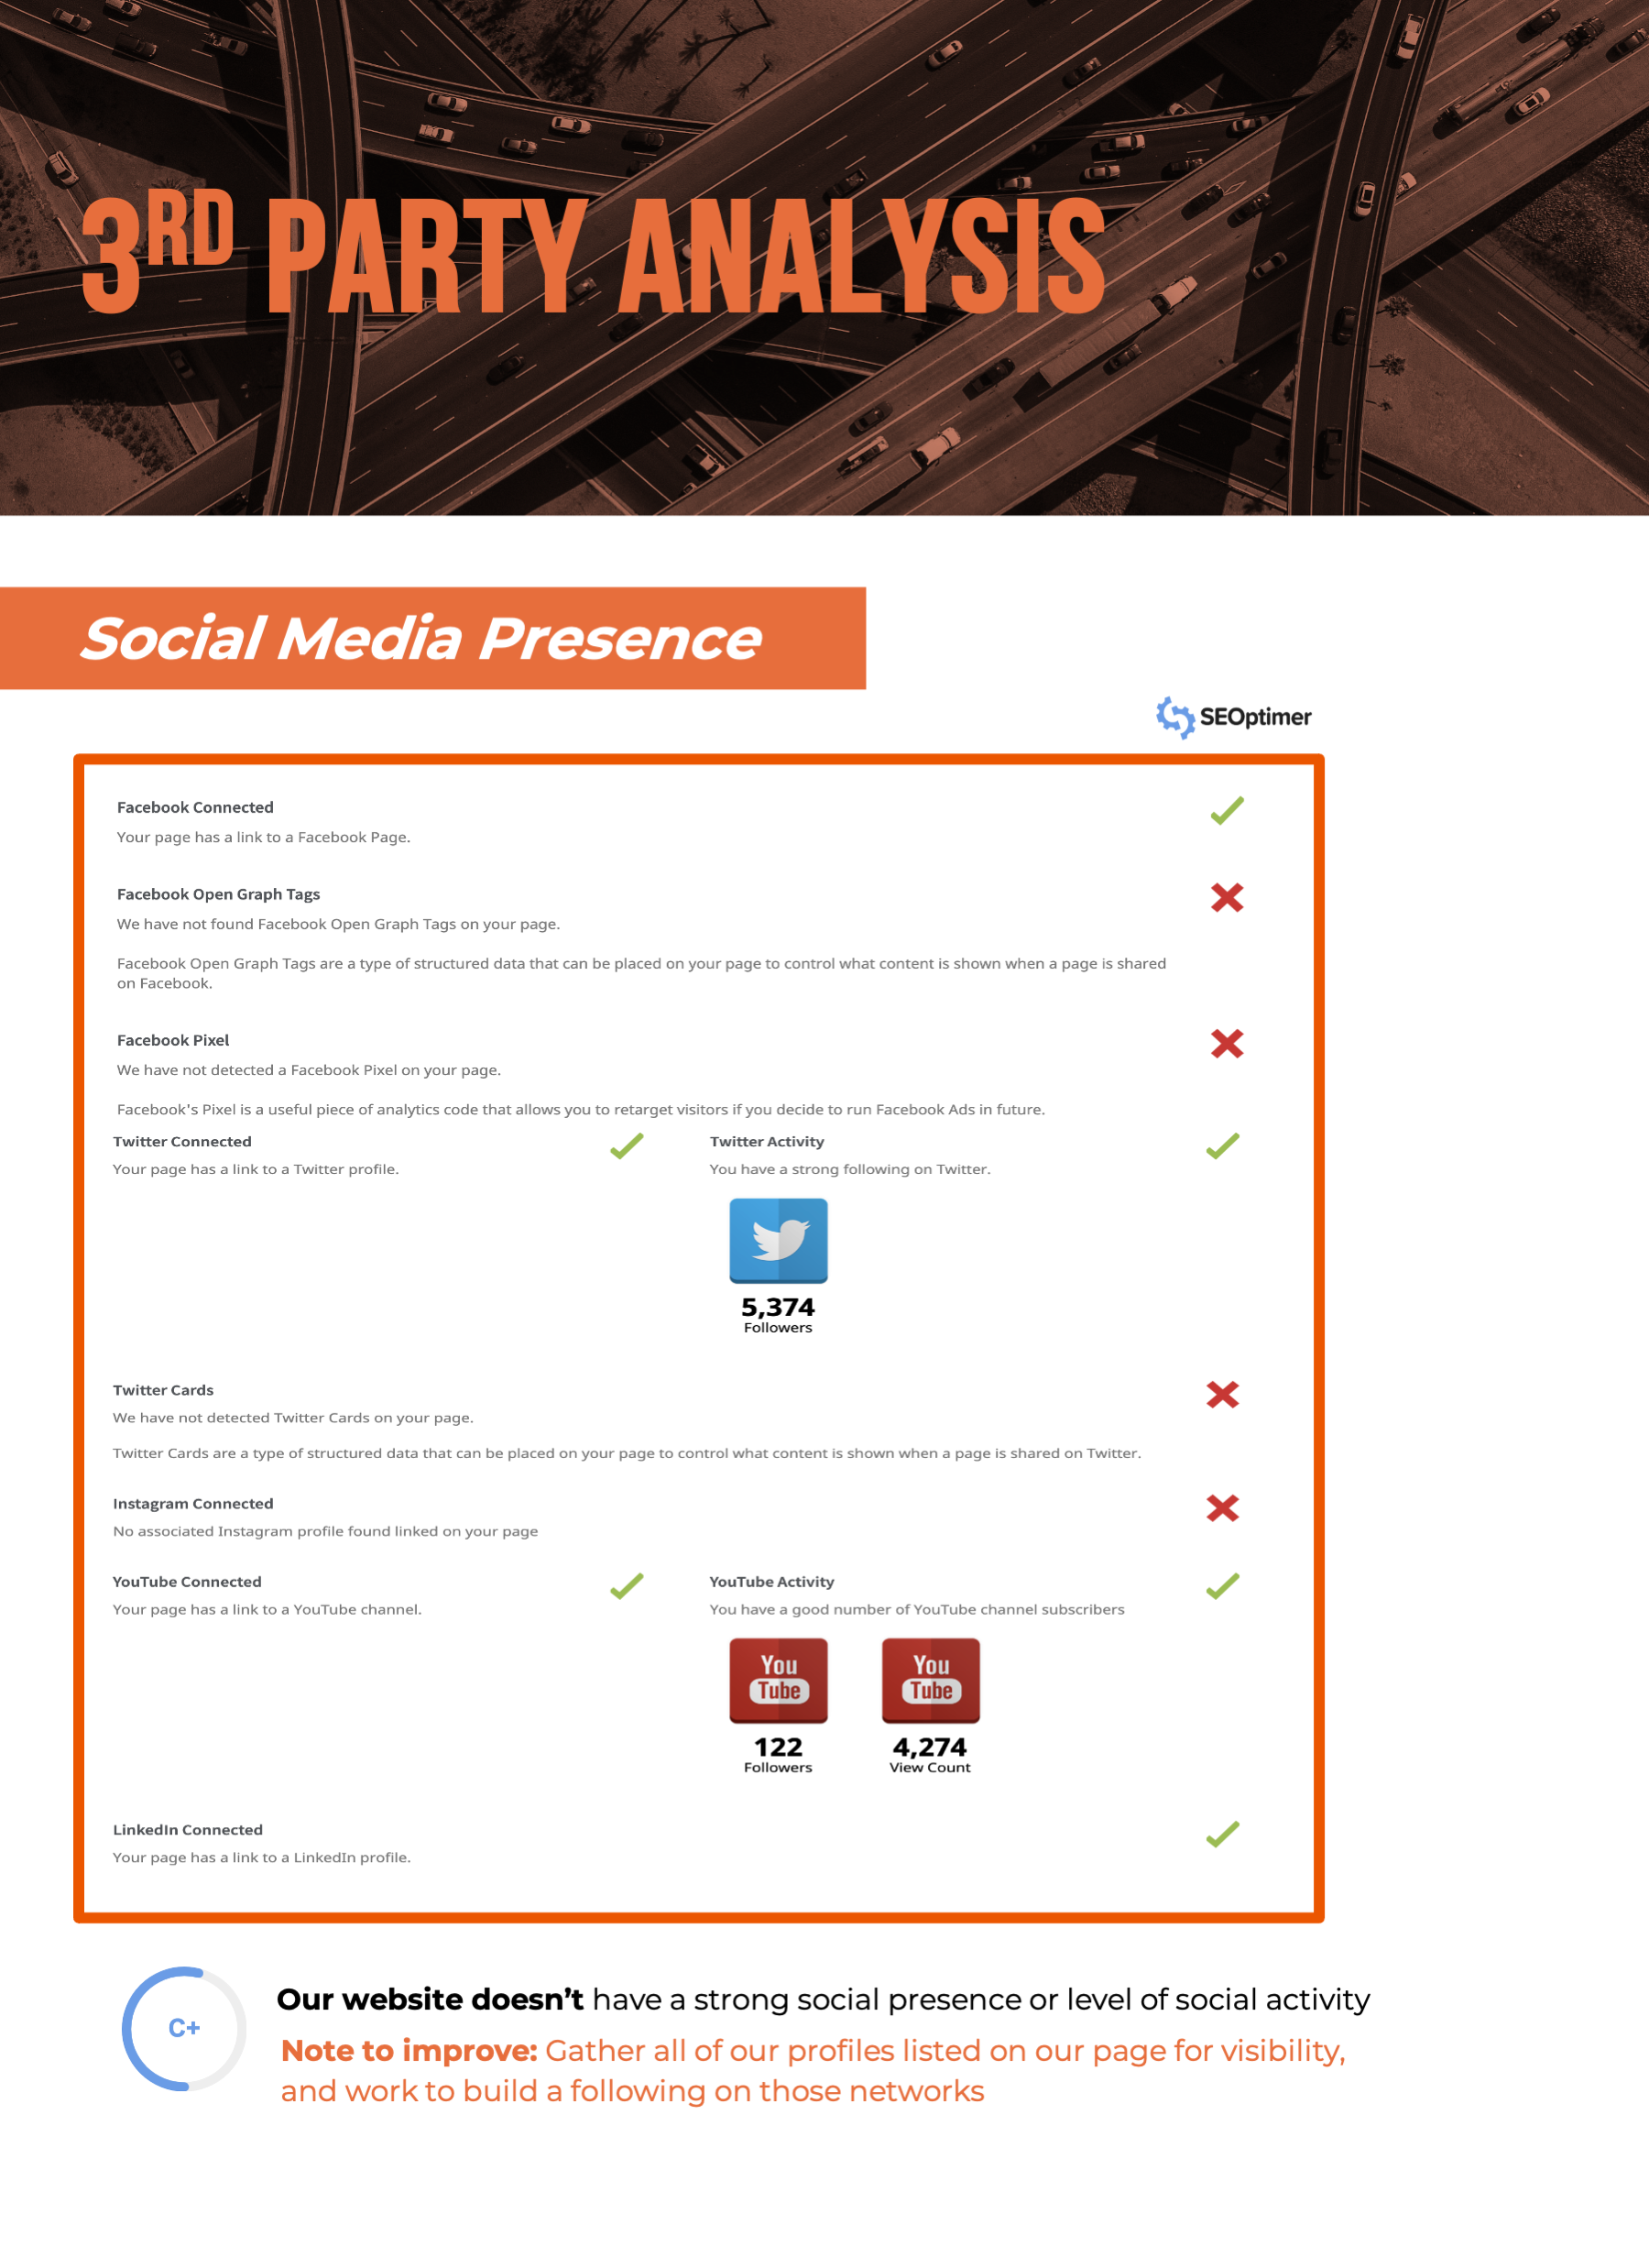 3RD PARTY ANALYSIS
Social Media Presence
SEOptimer
Facebook Connected
Your page has a link to a Facebook Page.
Facebook Open Graph Tags
We have not found Facebook Open Graph Tags on your page.
Facebook Open Graph Tags are a type of structured data that can be placed on your page to control what content is shown when a page is shared
on Facebook.
Facebook Pixel
We have not detected a Facebook Pixel on your page.
Facebook's Pixel is a useful piece of analytics code that allows you to retarget visitors if you decide to run Facebook Ads in future.
Twitter Connected
Your page has a link to a Twitter profile.
Twitter Activity
You have a strong following on Twitter.
5,374
Followers
Twitter Cards
We have not detected Twitter Cards on your page.
Twitter Cards are a type of structured data that can be placed on your page to control what content is shown when a page is shared on Twitter.
Instagram Connected
No associated Instagram profile found linked on your page
YouTube Connected
Your page has a link to a YouTube channel.
YouTube Activity
You have a good number of YouTube channel subscribers
You
Tube
122
Followers
You
Tube
4,274
View Count
LinkedIn Connected
Your page has a link to a LinkedIn profile.
C+
Our website doesn’t have a strong social presence or level of social activity
Note to improve: Gather all of our profiles listed on our page for visibility,
and work to build a following on those networks